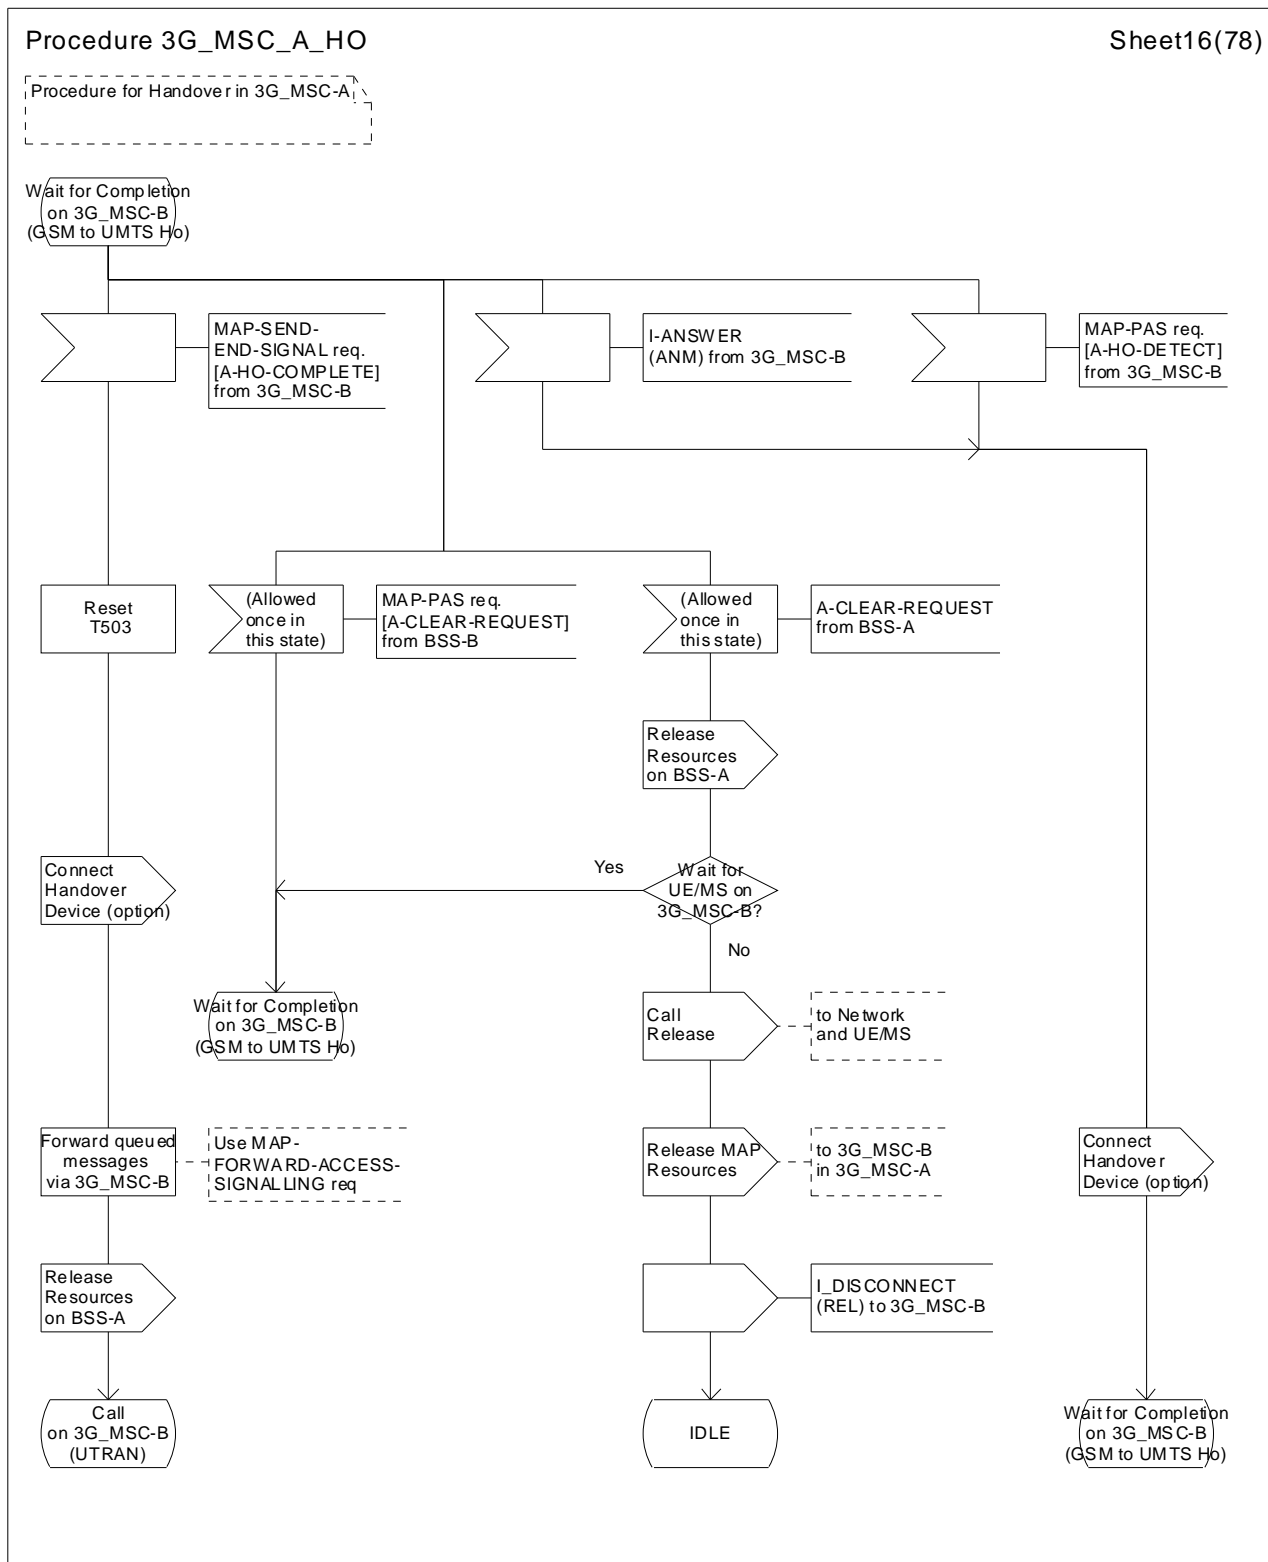 Procedure 3G_MSC_A_HO
Sheet16(78)
Procedure for Handover in 3G_MSC-A
Wait for Completion
on 3G_MSC-B
(GSM to UMTS Ho)
MAP-SEND-
END-SIGNAL req.
[A-HO-COMPLETE]
from 3G_MSC-B
I-ANSWER
(ANM) from 3G_MSC-B
MAP-PAS req.
[A-HO-DETECT]
from 3G_MSC-B
Reset
T503
(Allowed
once in
this state)
MAP-PAS req.
[A-CLEAR-REQUEST]
from BSS-B
(Allowed
once in
this state)
A-CLEAR-REQUEST
from BSS-A
Release
Resources
on BSS-A
Connect
Handover
Device (option)
Yes
Wait for
UE/MS on
3G_MSC-B?
No
Wait for Completion
on 3G_MSC-B
(GSM to UMTS Ho)
Call
Release
to Network
and UE/MS
Forward queued
messages
via 3G_MSC-B
Use MAP-
FORWARD-ACCESS-
SIGNALLING req
Release MAP
Resources
to 3G_MSC-B
in 3G_MSC-A
Connect
Handover
Device (option)
Release
Resources
on BSS-A
I_DISCONNECT
(REL) to 3G_MSC-B
Call
on 3G_MSC-B
(UTRAN)
IDLE
Wait for Completion
on 3G_MSC-B
(GSM to UMTS Ho)